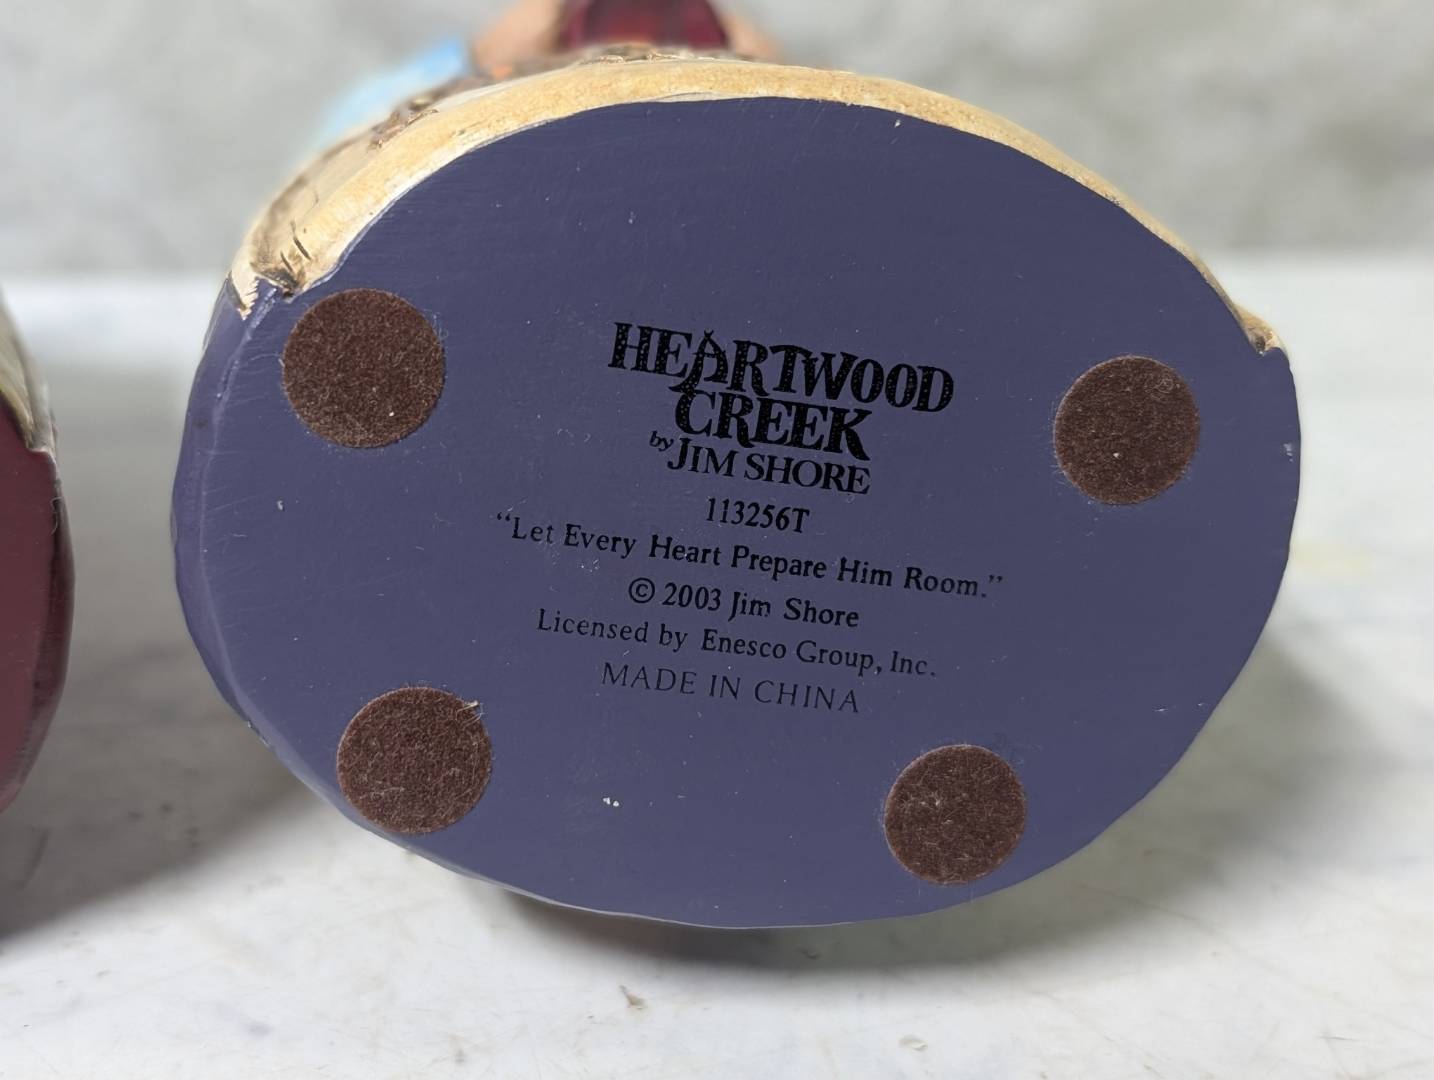 HEARTWOOD
CREEK
by JIM SHORE
113256T
“Let Every Heart Prepare Him Room.”
© 2003 Jim Shore
Licensed by Enesco Group, Inc.
MADE IN CHINA